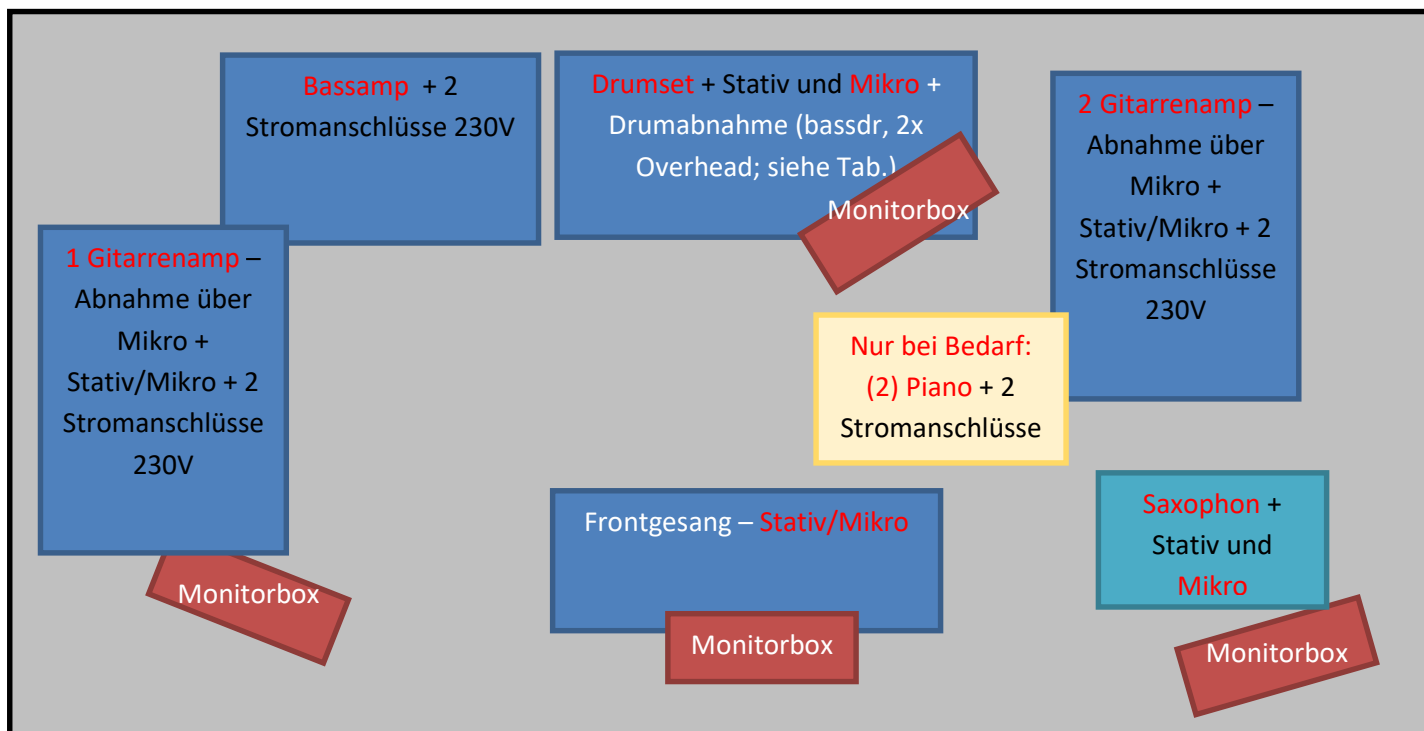 Bassamp + 2
Stromanschlüsse 230V
Drumset + Stativ und Mikro +
Drumabnahme (bassdr, 2x
Overhead; siehe Tab.)
Monitorbox
2 Gitarrenamp –
Abnahme über
Mikro +
Stativ/Mikro + 2
Stromanschlüsse
230V
1 Gitarrenamp –
Abnahme über
Mikro +
Stativ/Mikro + 2
Stromanschlüsse
230V
Monitorbox
Nur bei Bedarf:
(2) Piano + 2
Stromanschlüsse
Frontgesang – Stativ/Mikro
Monitorbox
Saxophon +
Stativ und
Mikro
Monitorbox